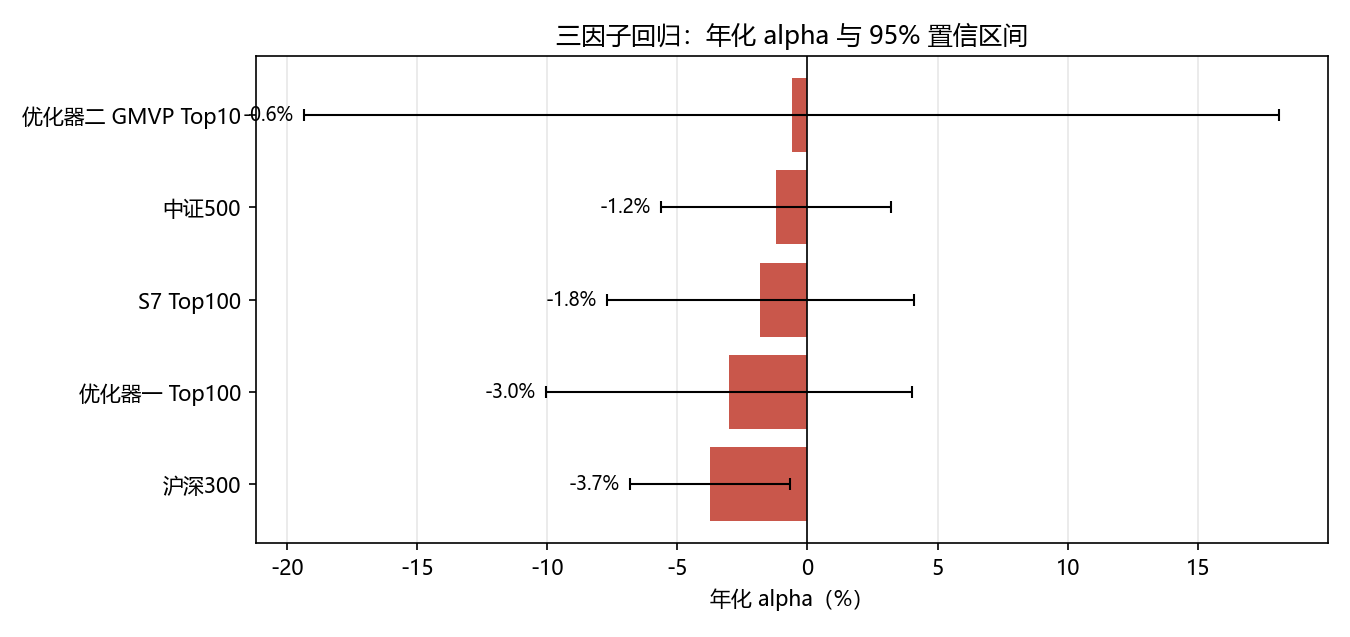 三因子回归：年化 alpha 与 95% 置信区间
优化器二 GMVP Top10
-0.6%
中证500
-1.2%
S7 Top100
-1.8%
优化器一 Top100
-3.0%
沪深300
-3.7%
-20 -15 -10 -5 0 5 10 15
年化 alpha（%）